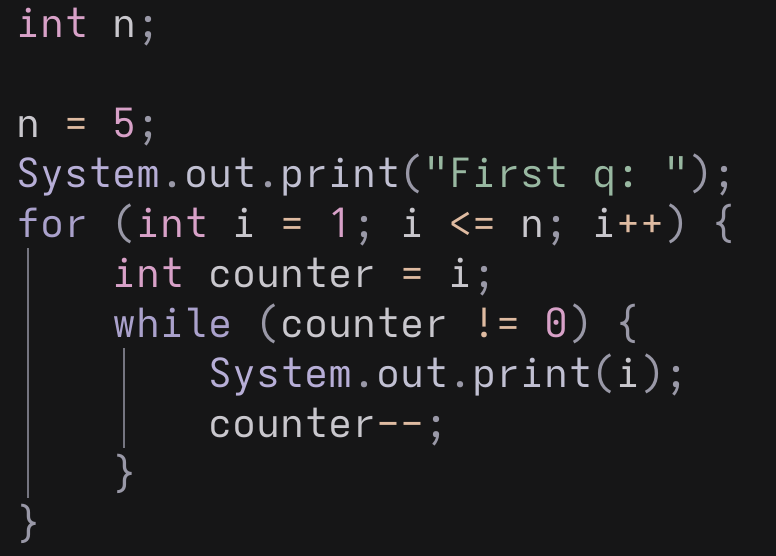 int n;

n = 5;
System.out.print("First q: ");
for (int i = 1; i <= n; i++) {
    int counter = i;
    while (counter != 0) {
        System.out.print(i);
        counter--;
    }
}